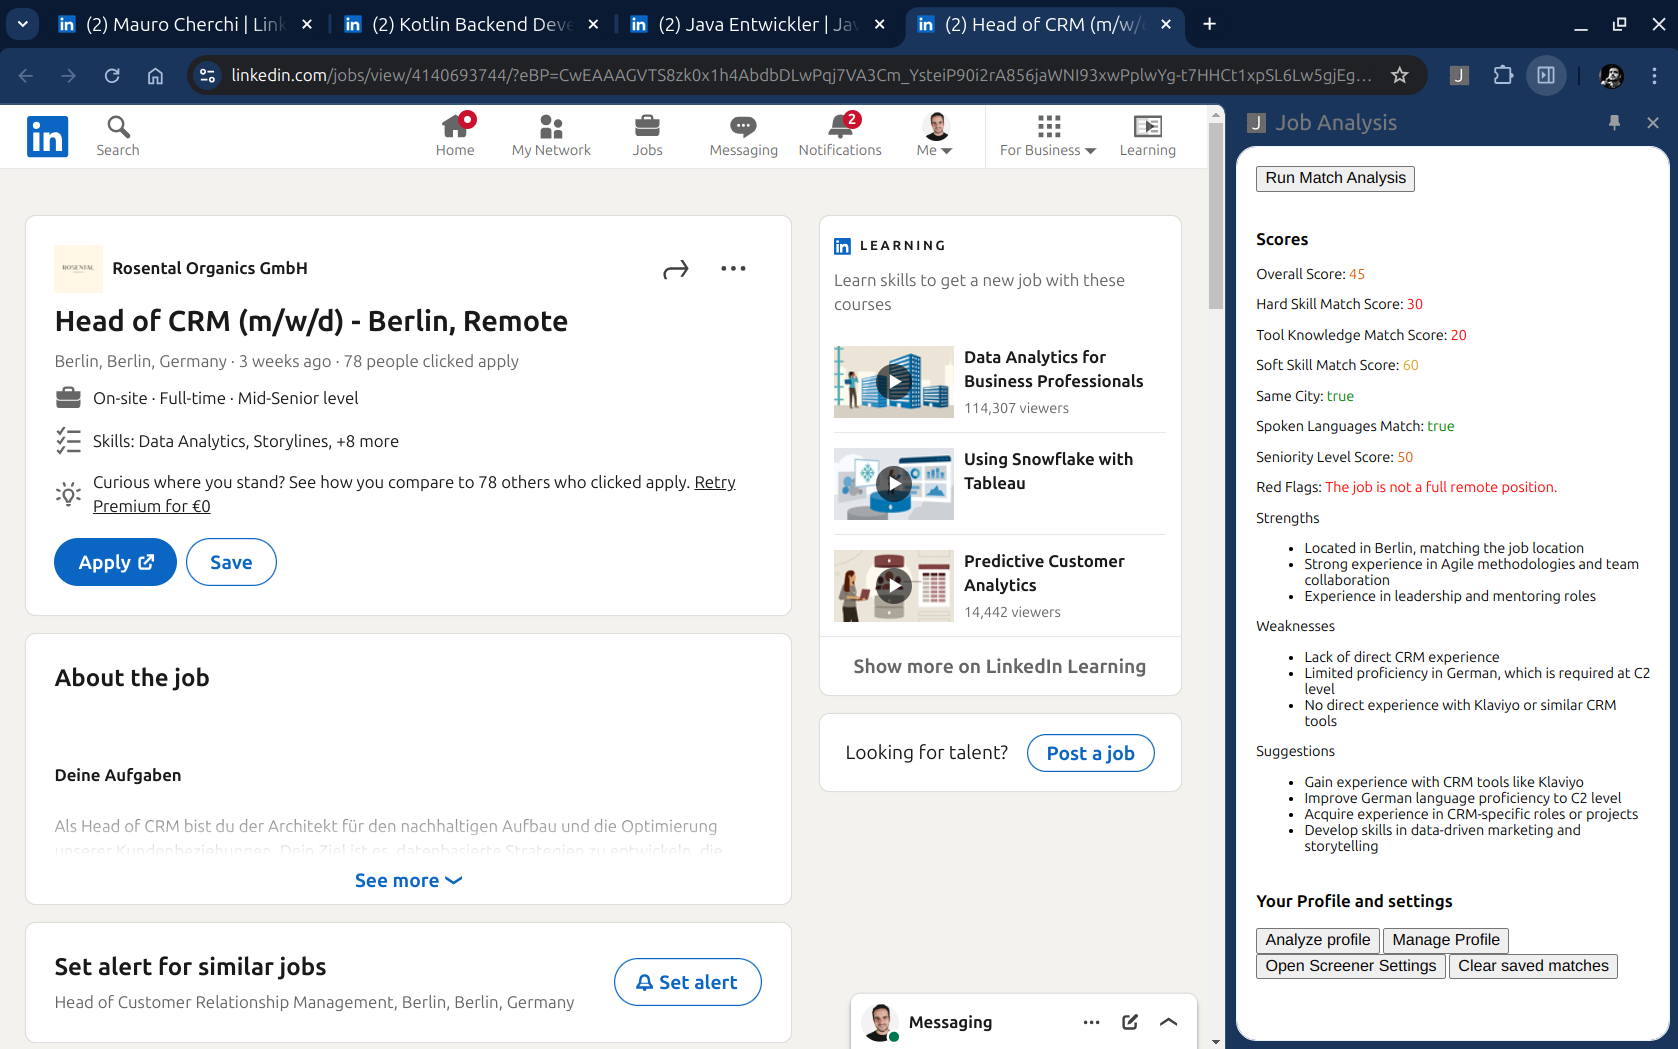 (2) Mauro Cherchi | Link
(2) Kotlin Backend Deve
(2) Java Entwickler | Jav
(2) Head of CRM (m/w/
linkedin.com/jobs/view/4140693744/?eBP=CwEAAAGVTS8zk0x1h4AbdbDLwPqj7VA3Cm_YsteiP90i2rA856jaWNI93xwPplwYg-t7HHCt1xpSL6Lw5gjEg...
J
in
Search
Home
My Network
Jobs
Messaging
2
Notifications
Me
For Business
Learning
ROSENTAL
Rosental Organics GmbH
Head of CRM (m/w/d) - Berlin, Remote
Berlin, Berlin, Germany · 3 weeks ago · 78 people clicked apply
On-site · Full-time · Mid-Senior level
Skills: Data Analytics, Storylines, +8 more
Curious where you stand? See how you compare to 78 others who clicked apply. Retry
Premium for €0
Apply
Save
About the job
Deine Aufgaben
Als Head of CRM bist du der Architekt für den nachhaltigen Aufbau und die Optimierung
unserer Kundenbeziehungen. Dein Ziel ist es, datenbasierte Strategien zu entwickeln, die
See more
Set alert for similar jobs
Head of Customer Relationship Management, Berlin, Berlin, Germany
Set alert
in LEARNING
Learn skills to get a new job with these
courses
Data Analytics for
Business Professionals
114,307 viewers
Using Snowflake with
Tableau
Predictive Customer
Analytics
14,442 viewers
Show more on LinkedIn Learning
Looking for talent?
Post a job
Messaging
J Job Analysis
Run Match Analysis
Scores
Overall Score: 45
Hard Skill Match Score: 30
Tool Knowledge Match Score: 20
Soft Skill Match Score: 60
Same City: true
Spoken Languages Match: true
Seniority Level Score: 50
Red Flags: The job is not a full remote position.
Strengths
• Located in Berlin, matching the job location
• Strong experience in Agile methodologies and team
collaboration
• Experience in leadership and mentoring roles
Weaknesses
• Lack of direct CRM experience
• Limited proficiency in German, which is required at C2
level
• No direct experience with Klaviyo or similar CRM
tools
Suggestions
• Gain experience with CRM tools like Klaviyo
• Improve German language proficiency to C2 level
• Acquire experience in CRM-specific roles or projects
• Develop skills in data-driven marketing and
storytelling
Your Profile and settings
Analyze profile
Manage Profile
Open Screener Settings
Clear saved matches